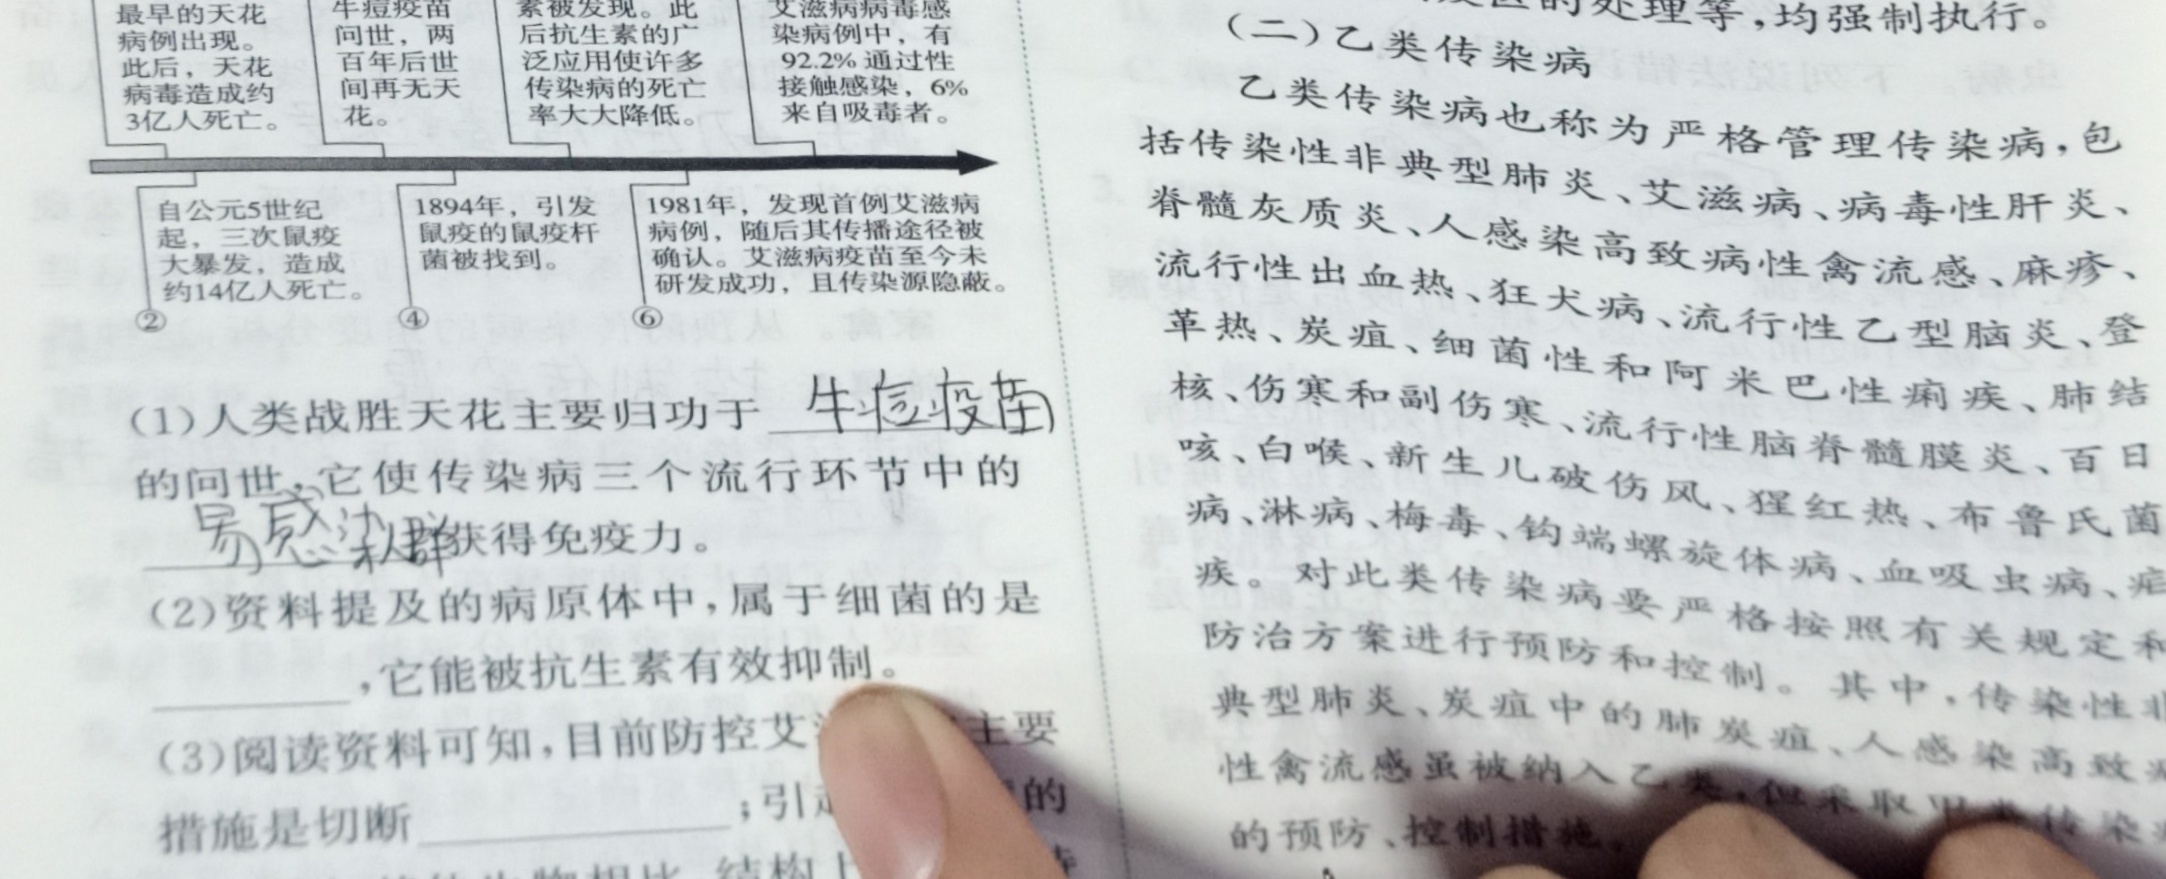 最早的天花
病例出现。
此后，天花
病毒造成约
3亿人死亡。
牛痘疫苗
问世，两
百年后世
间再无天
花。
素被发现。此
后抗生素的广
泛应用使许多
传染病的死亡
率大大降低。
艾滋病病毒感
染病例中，有
92.2%通过性
接触感染，6%
来自吸毒者。
自公元5世纪
起，三次鼠疫
大暴发，造成
约14亿人死亡。
②
1894年，引发
鼠疫的鼠疫杆
菌被找到。
④
1981年，发现首例艾滋病
病例，随后其传播途径被
确认。艾滋病疫苗至今未
研发成功，且传染源隐蔽。
⑥
(1)人类战胜天花主要归功于 牛痘疫苗
的问世，它使传染病三个流行环节中的
易感染人群获得免疫力。
(2)资料提及的病原体中，属于细菌的是
，它能被抗生素有效抑制。
(3)阅读资料可知，目前防控艾 主要
措施是切断 ；引 的
的处理等，均强制执行。
(二)乙类传染病
乙类传染病也称为严格管理传染病，包
括传染性非典型肺炎、艾滋病、病毒性肝炎、
脊髓灰质炎、人感染高致病性禽流感、麻疹、
流行性出血热、狂犬病、流行性乙型脑炎、登
革热、炭疽、细菌性和阿米巴性痢疾、肺结
核、伤寒和副伤寒、流行性脑脊髓膜炎、百日
咳、白喉、新生儿破伤风、猩红热、布鲁氏菌
病、淋病、梅毒、钩端螺旋体病、血吸虫病、疟
疾。对此类传染病要严格按照有关规定和
防治方案进行预防和控制。其中，传染性非
典型肺炎、炭疽中的肺炭疽、人感染高致病
性禽流感虽被纳入乙类，但采取甲类传染
的预防、控制措施。